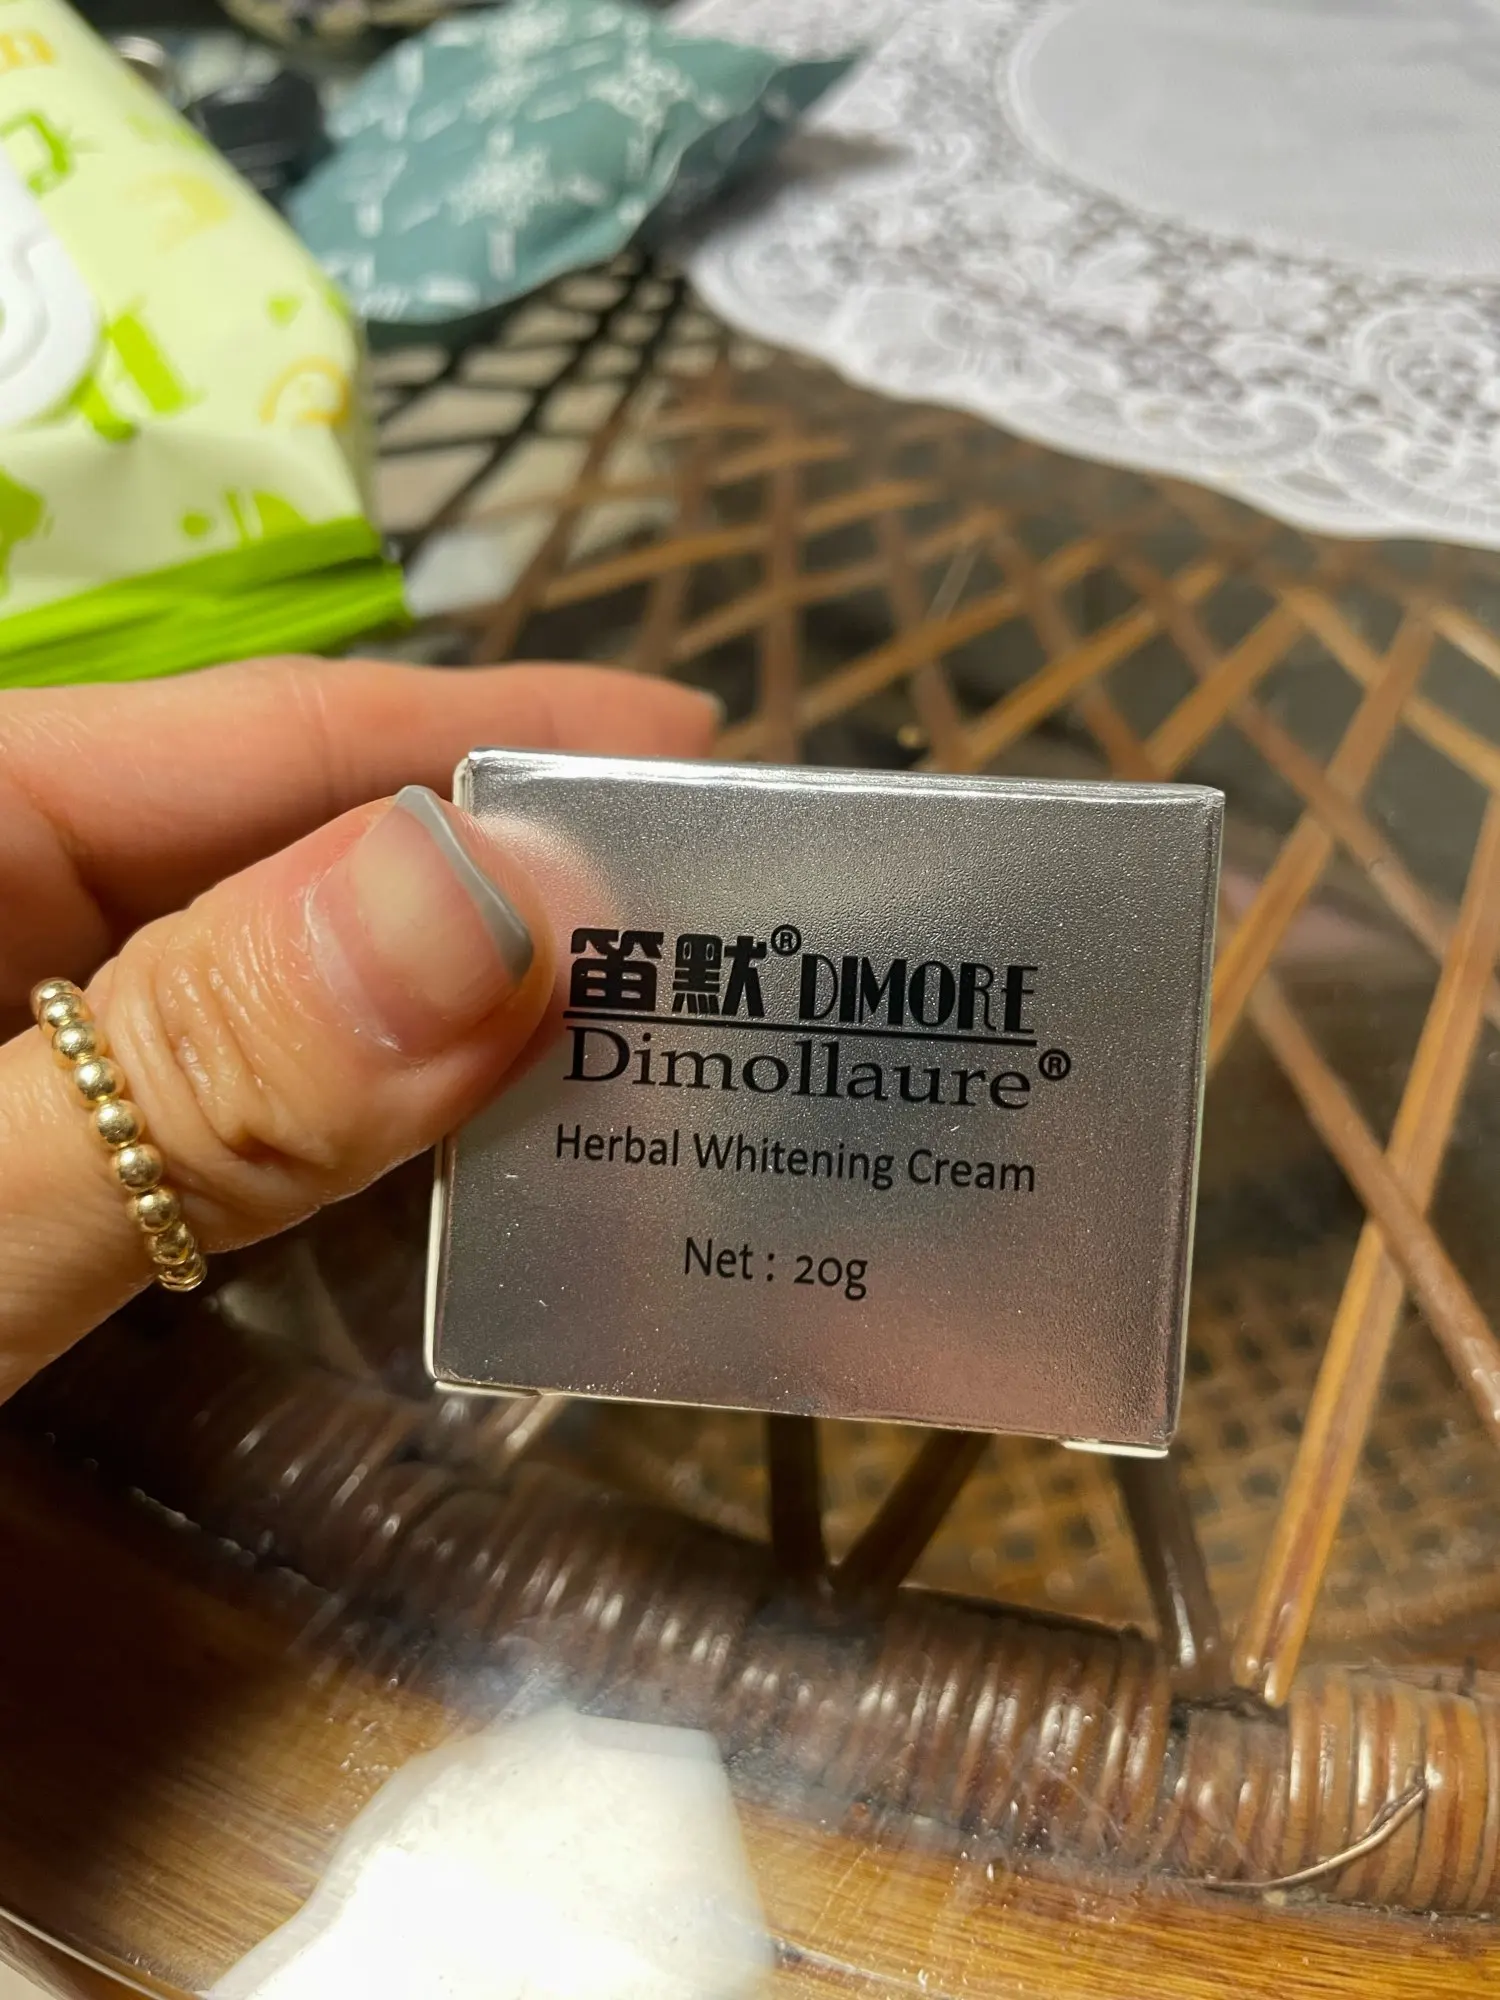 笛默® DIMORE
Dimollaure®
Herbal Whitening Cream
Net : 20g